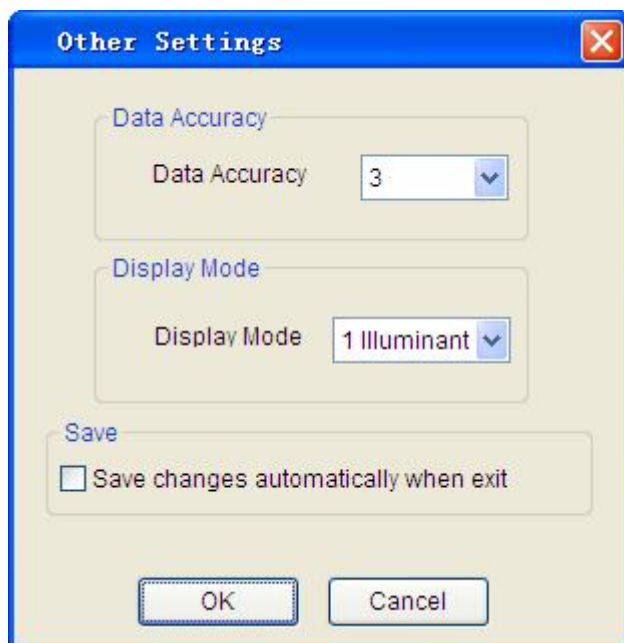 Other Settings
Data Accuracy
Data Accuracy 3
Display Mode
Display Mode 1 Illuminant
Save
Save changes automatically when exit
OK Cancel